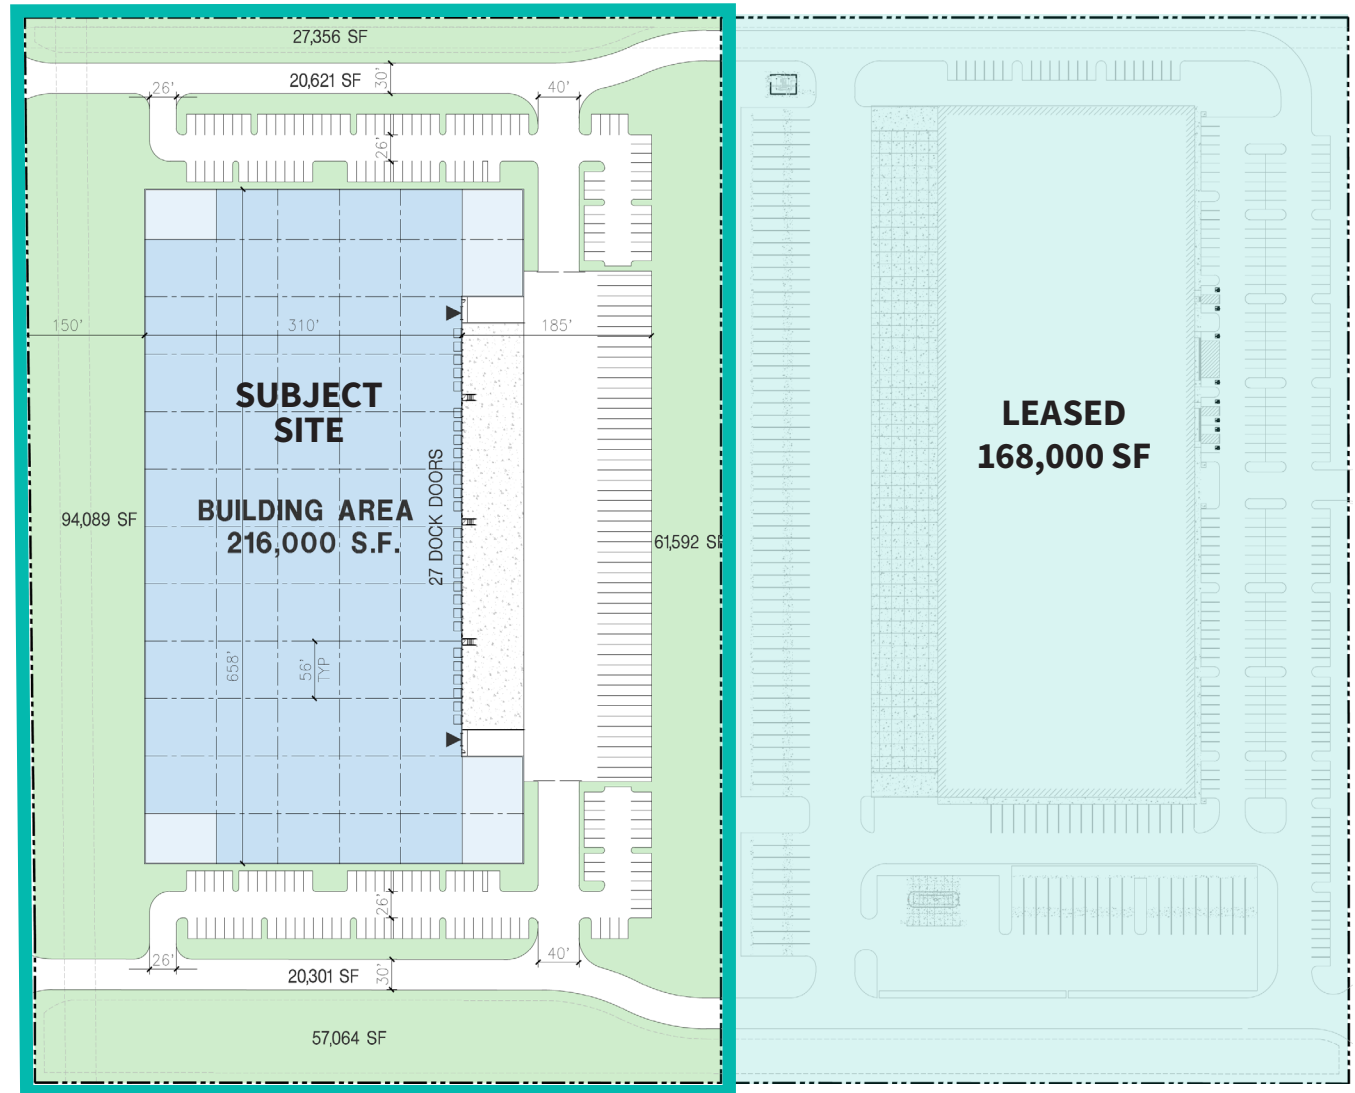 27,356 SF
20,621 SF
30'
26'
40'
26'
150'
310'
185'
SUBJECT
SITE
LEASED
168,000 SF
BUILDING AREA
216,000 S.F.
27 DOCK DOORS
94,089 SF
61,592 SF
658'
56'
TYP
26'
26'
40'
20,301 SF
30'
57,064 SF